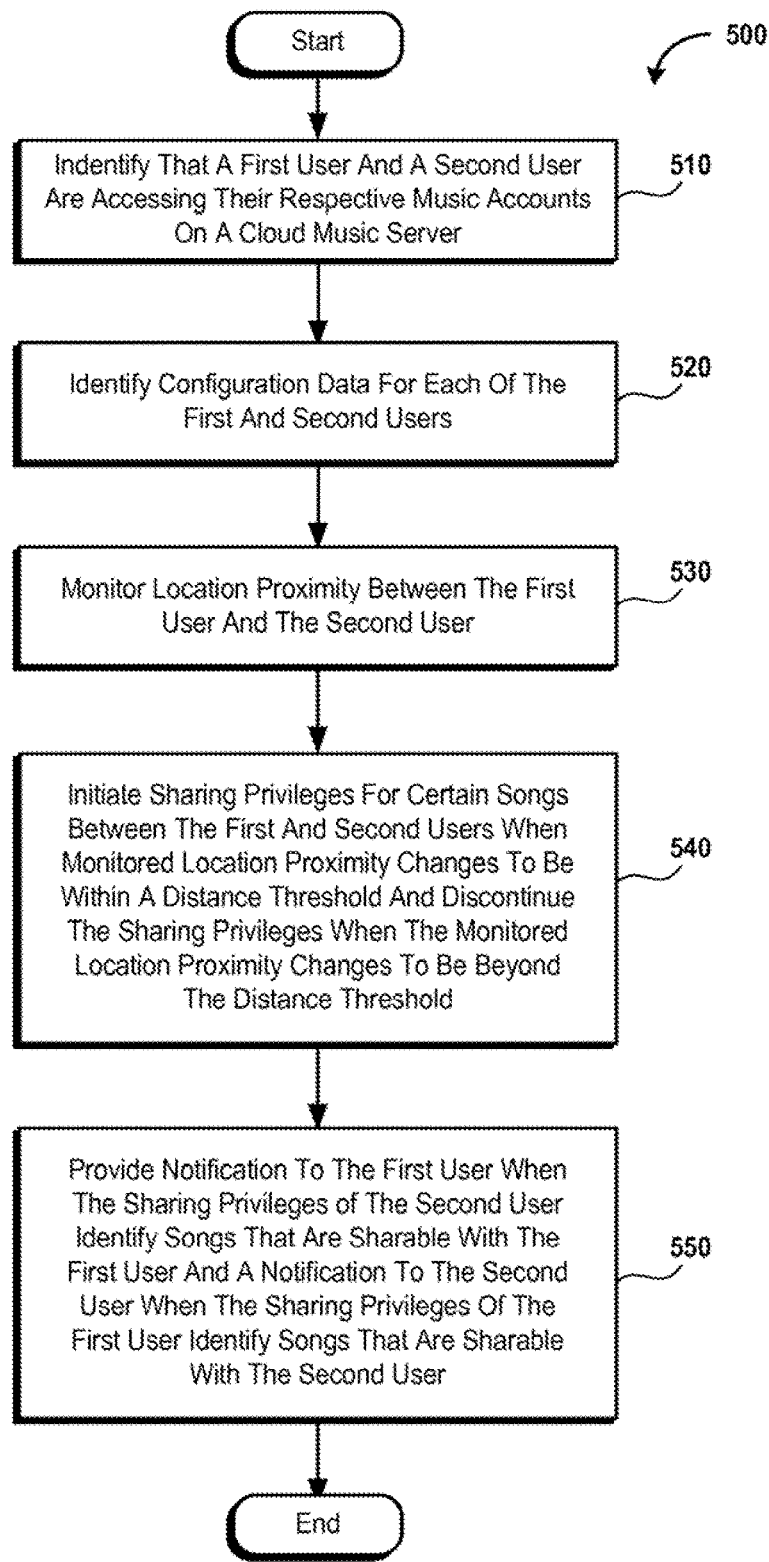 Start
500
Indentify That A First User And A Second User
Are Accessing Their Respective Music Accounts
On A Cloud Music Server
510
Identify Configuration Data For Each Of The
First And Second Users
520
Monitor Location Proximity Between The First
User And The Second User
530
Initiate Sharing Privileges For Certain Songs
Between The First And Second Users When
Monitored Location Proximity Changes To Be
Within A Distance Threshold And Discontinue
The Sharing Privileges When The Monitored
Location Proximity Changes To Be Beyond
The Distance Threshold
540
Provide Notification To The First User When
The Sharing Privileges of The Second User
Identify Songs That Are Sharable With The
First User And A Notification To The Second
User When The Sharing Privileges Of The
First User Identify Songs That Are Sharable
With The Second User
550
End